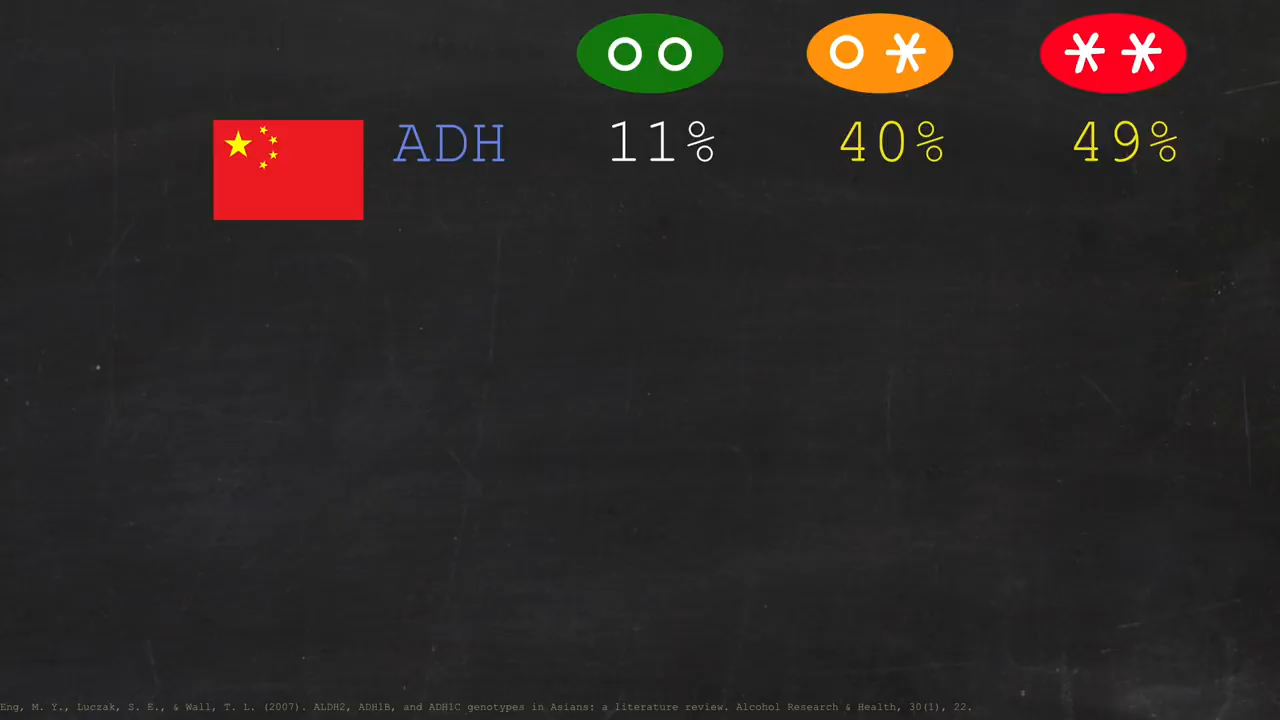 ADH 11% 40% 49%
Eng, M. Y., Luczak, S. E., & Wall, T. L. (2007). ALDH2, ADH1B, and ADH1C genotypes in Asians: a literature review. Alcohol Research & Health, 30(1), 22.